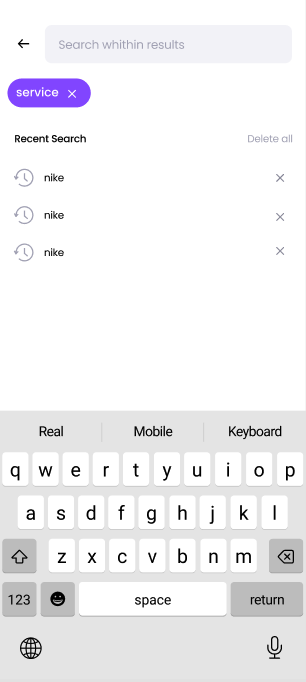 Search whithin results
service
Recent Search
Delete all
nike
nike
nike
Real Mobile Keyboard
q w e r t y u i o p
a s d f g h j k l
z x c v b n m
123 space return